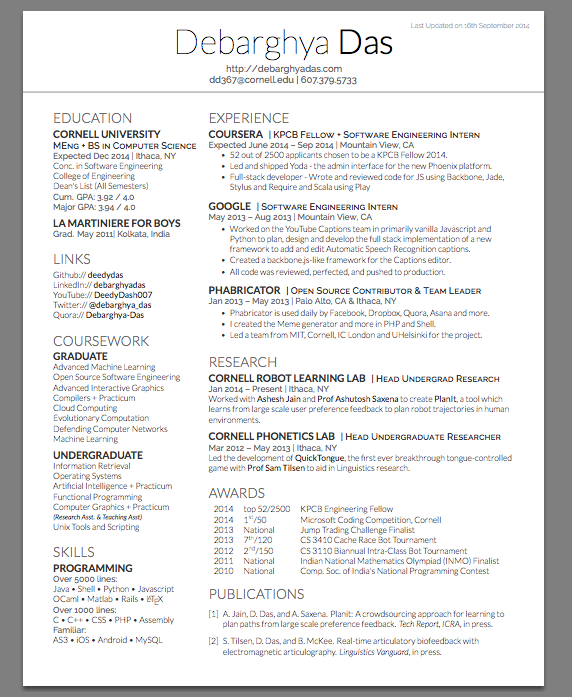 Last Updated on 16th September 2014
Debarghya Das
http://debarghyadas.com
dd367@cornell.edu | 607.379.5733
EDUCATION
CORNELL UNIVERSITY
MEng + BS in Computer Science
Expected Dec 2014 | Ithaca, NY
Conc. in Software Engineering
College of Engineering
Dean's List (All Semesters)
Cum. GPA: 3.92 / 4.0
Major GPA: 3.94 / 4.0
LA MARTINIERE FOR BOYS
Grad. May 2011| Kolkata, India
LINKS
Github:// deedydas
LinkedIn:// debarghyadas
YouTube:// DeedyDash007
Twitter:// @debarghya_das
Quora:// Debarghya-Das
COURSEWORK
GRADUATE
Advanced Machine Learning
Open Source Software Engineering
Advanced Interactive Graphics
Compilers + Practicum
Cloud Computing
Evolutionary Computation
Defending Computer Networks
Machine Learning
UNDERGRADUATE
Information Retrieval
Operating Systems
Artificial Intelligence + Practicum
Functional Programming
Computer Graphics + Practicum
(Research Asst. & Teaching Asst)
Unix Tools and Scripting
SKILLS
PROGRAMMING
Over 5000 lines:
Java • Shell • Python • Javascript
OCaml • Matlab • Rails • LaTeX
Over 1000 lines:
C • C++ • CSS • PHP • Assembly
Familiar:
AS3 • iOS • Android • MySQL
EXPERIENCE
COURSERA | KPCB Fellow + Software Engineering Intern
Expected June 2014 – Sep 2014 | Mountain View, CA
• 52 out of 2500 applicants chosen to be a KPCB Fellow 2014.
• Led and shipped Yoda - the admin interface for the new Phoenix platform.
• Full-stack developer - Wrote and reviewed code for JS using Backbone, Jade,
Stylus and Require and Scala using Play
GOOGLE | Software Engineering Intern
May 2013 – Aug 2013 | Mountain View, CA
• Worked on the YouTube Captions team in primarily vanilla Javascript and
Python to plan, design and develop the full stack implementation of a new
framework to add and edit Automatic Speech Recognition captions.
• Created a backbone.js-like framework for the Captions editor.
• All code was reviewed, perfected, and pushed to production.
PHABRICATOR | Open Source Contributor & Team Leader
Jan 2013 – May 2013 | Palo Alto, CA & Ithaca, NY
• Phabricator is used daily by Facebook, Dropbox, Quora, Asana and more.
• I created the Meme generator and more in PHP and Shell.
• Led a team from MIT, Cornell, IC London and UHelsinki for the project.
RESEARCH
CORNELL ROBOT LEARNING LAB | Head Undergrad Research
Jan 2014 – Present | Ithaca, NY
Worked with Ashesh Jain and Prof Ashutosh Saxena to create PlanIt, a tool which
learns from large scale user preference feedback to plan robot trajectories in human
environments.
CORNELL PHONETICS LAB | Head Undergraduate Researcher
Mar 2012 – May 2013 | Ithaca, NY
Led the development of QuickTongue, the first ever breakthrough tongue-controlled
game with Prof Sam Tilsen to aid in Linguistics research.
AWARDS
2014 top 52/2500 KPCB Engineering Fellow
2014 1st/50 Microsoft Coding Competition, Cornell
2013 National Jump Trading Challenge Finalist
2013 7th/120 CS 3410 Cache Race Bot Tournament
2012 2nd/150 CS 3110 Biannual Intra-Class Bot Tournament
2011 National Indian National Mathematics Olympiad (INMO) Finalist
2010 National Comp. Soc. of India's National Programming Contest
PUBLICATIONS
[1] A. Jain, D. Das, and A. Saxena. Planit: A crowdsourcing approach for learning to
plan paths from large scale preference feedback. Tech Report, ICRA, in press.
[2] S. Tilsen, D. Das, and B. McKee. Real-time articulatory biofeedback with
electromagnetic articulography. Linguistics Vanguard, in press.